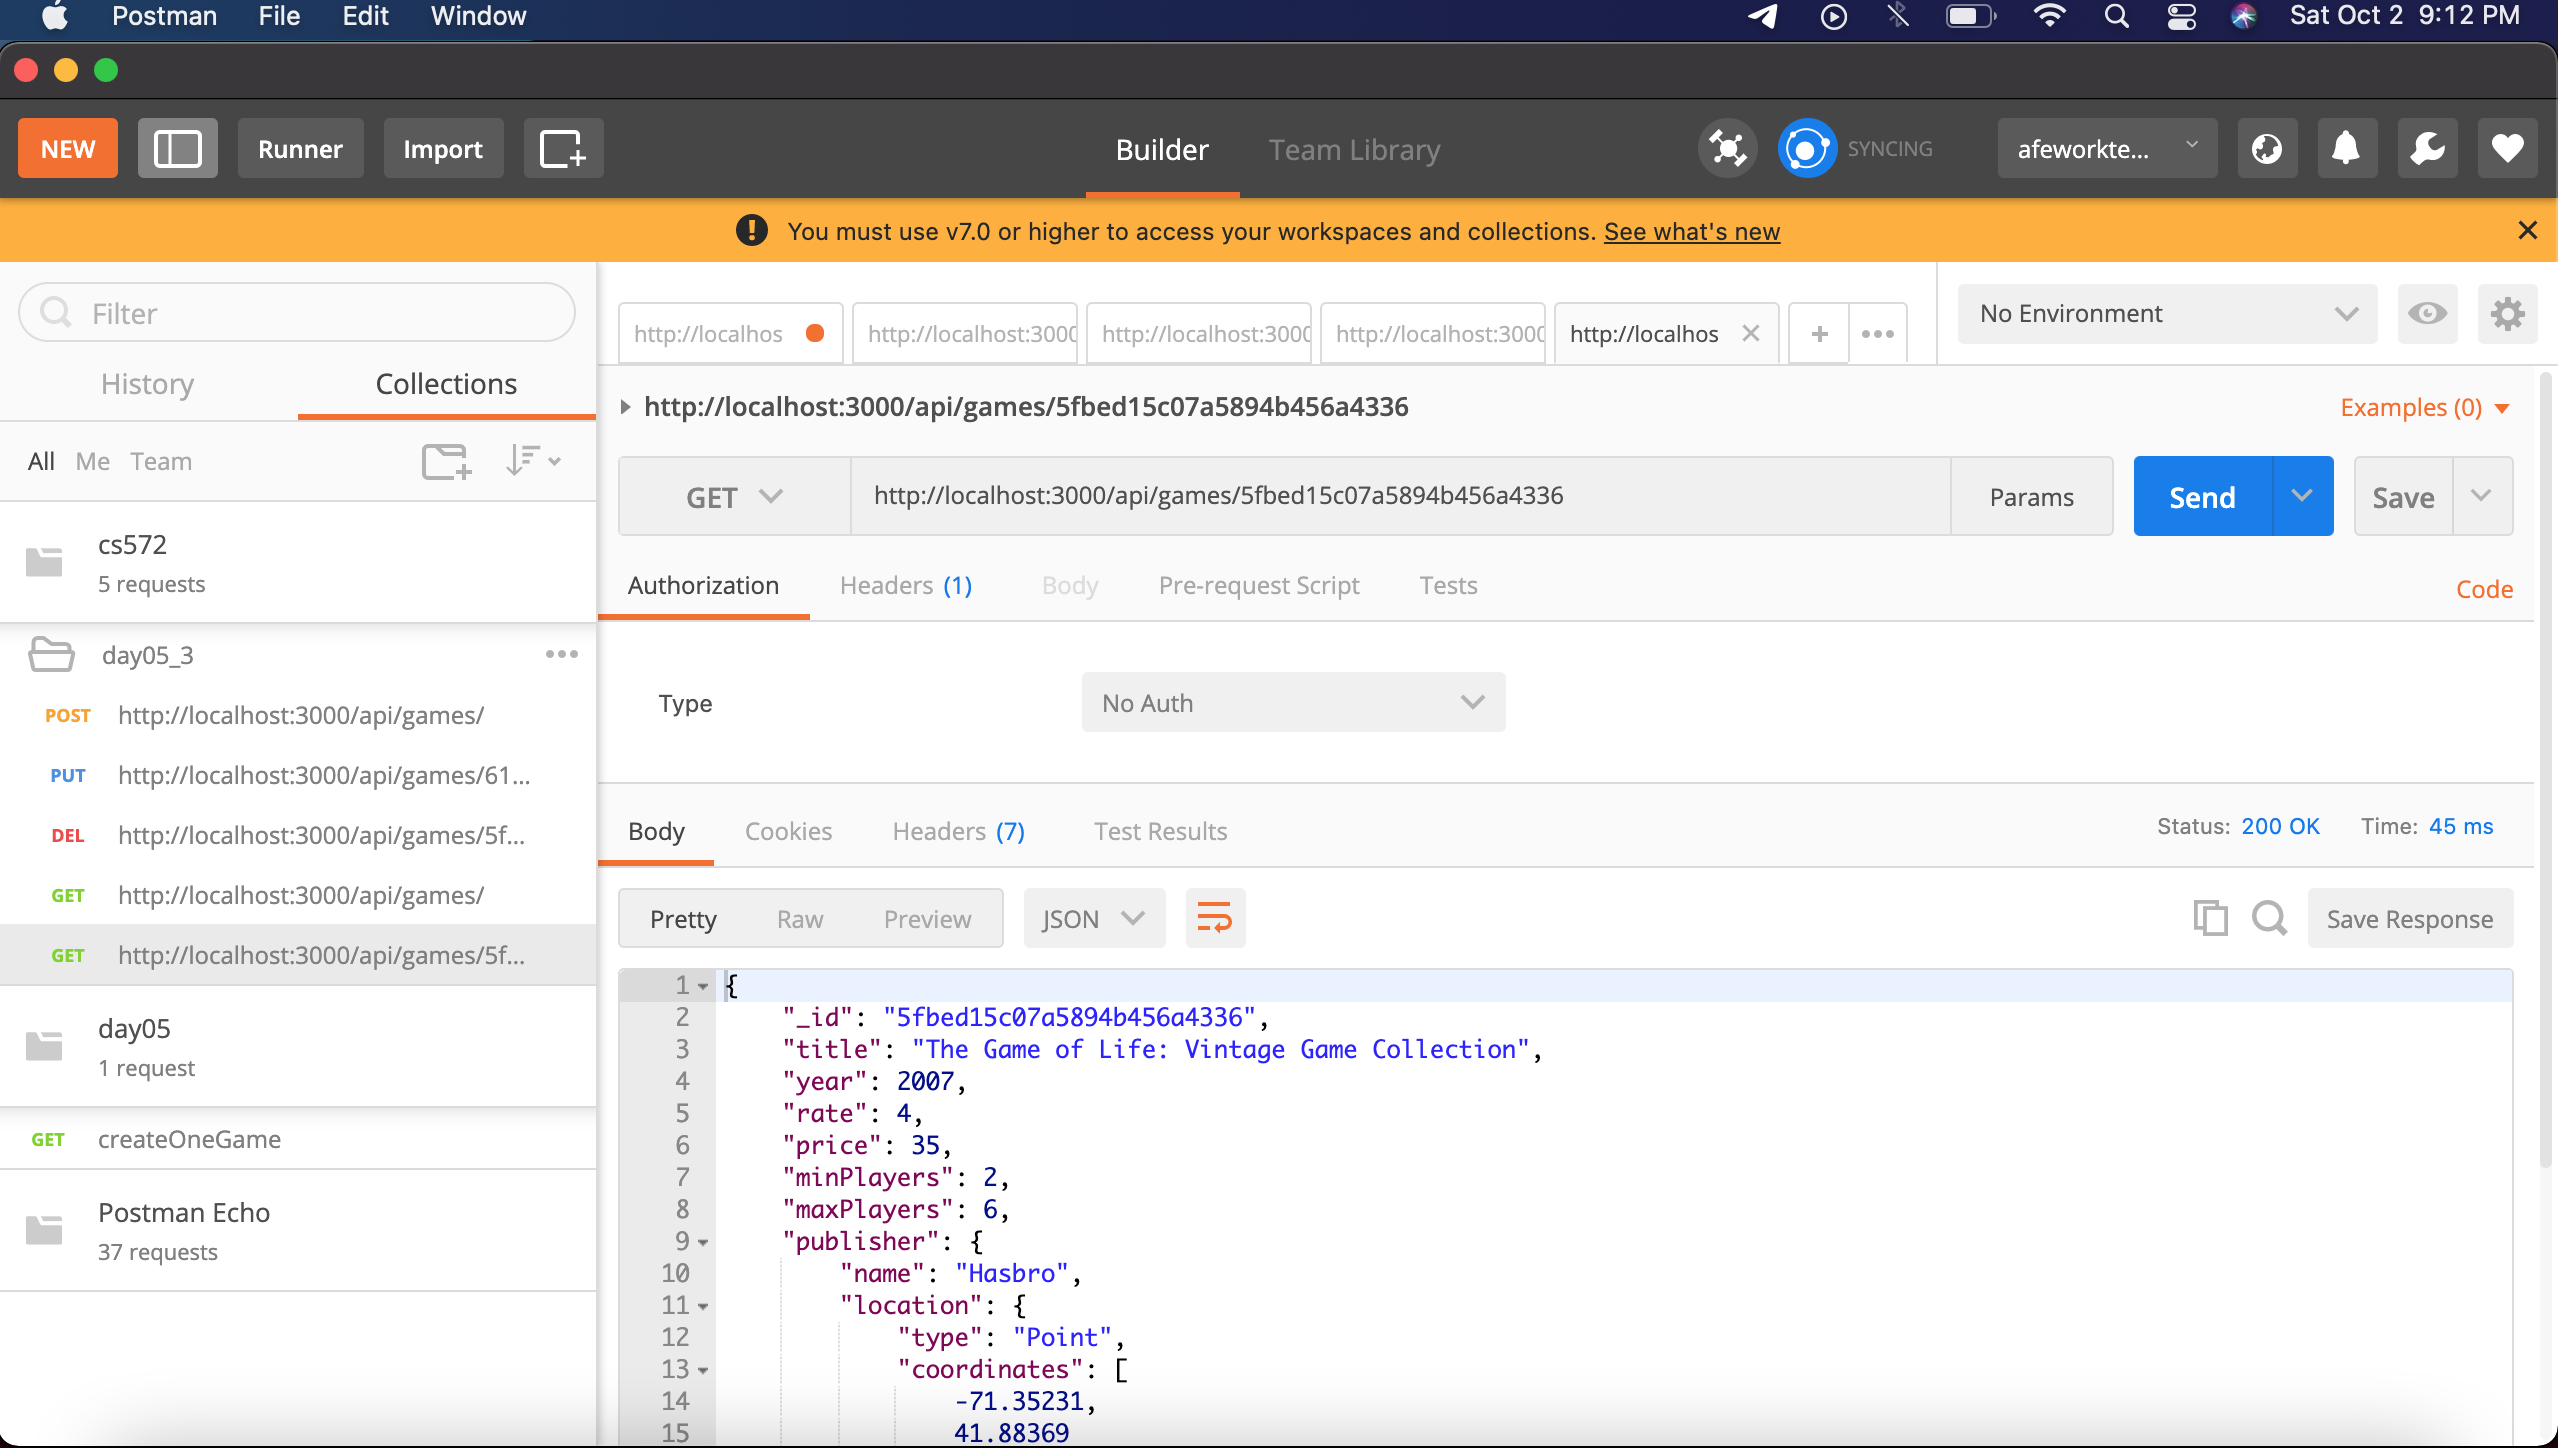 Postman File Edit Window Sat Oct 2 9:12 PM
NEW Runner Import Builder Team Library SYNCING afeworkte...
You must use v7.0 or higher to access your workspaces and collections. See what's new
Filter
http://localhos http://localhost:3000 http://localhost:3000 http://localhost:3000 http://localhos + No Environment
History Collections
http://localhost:3000/api/games/5fbed15c07a5894b456a4336 Examples (0)
All Me Team
GET http://localhost:3000/api/games/5fbed15c07a5894b456a4336 Params Send Save
cs572
5 requests
Authorization Headers (1) Body Pre-request Script Tests Code
day05_3
Type No Auth
POST http://localhost:3000/api/games/
PUT http://localhost:3000/api/games/61...
DEL http://localhost:3000/api/games/5f...
GET http://localhost:3000/api/games/
GET http://localhost:3000/api/games/5f...
day05
1 request
GET createOneGame
Postman Echo
37 requests
Body Cookies Headers (7) Test Results Status: 200 OK Time: 45 ms
Pretty Raw Preview JSON Save Response
1 {
2 "_id": "5fbed15c07a5894b456a4336",
3 "title": "The Game of Life: Vintage Game Collection",
4 "year": 2007,
5 "rate": 4,
6 "price": 35,
7 "minPlayers": 2,
8 "maxPlayers": 6,
9 "publisher": {
10 "name": "Hasbro",
11 "location": {
12 "type": "Point",
13 "coordinates": [
14 -71.35231,
15 41.88369